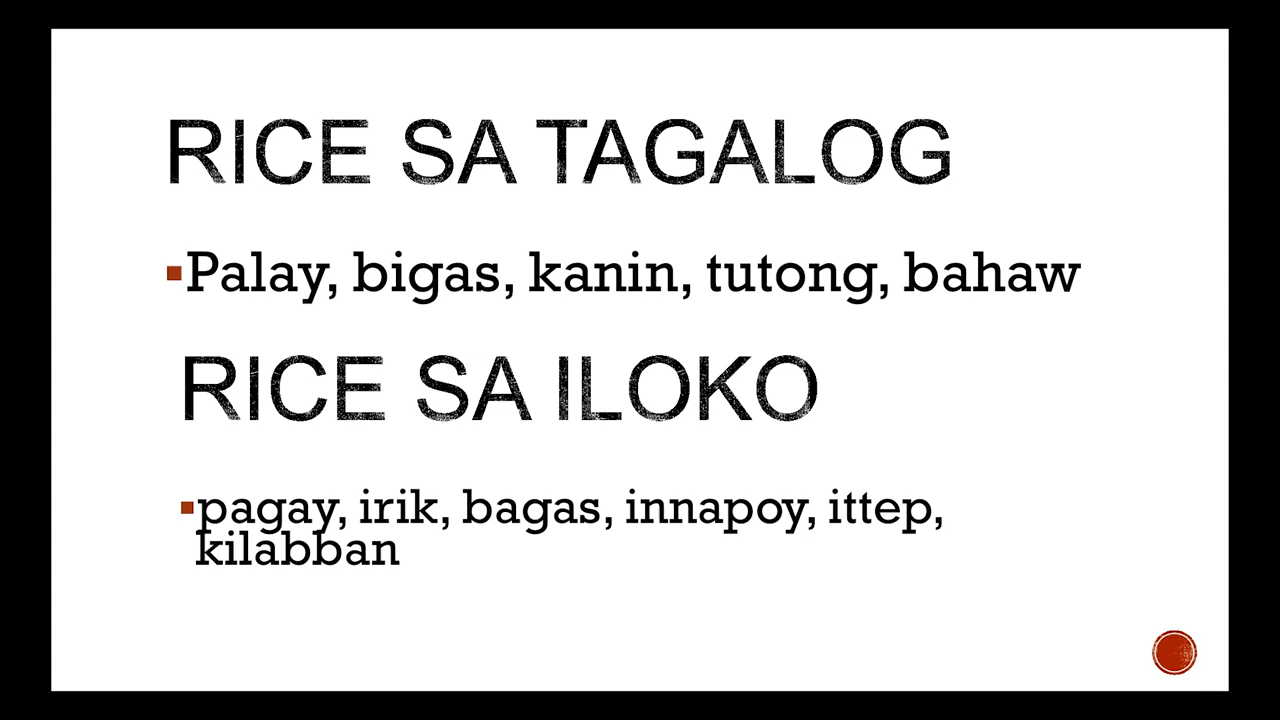 RICE SA TAGALOG
Palay, bigas, kanin, tutong, bahaw
RICE SA ILOKO
pagay, irik, bagas, innapoy, ittep,
kilabban